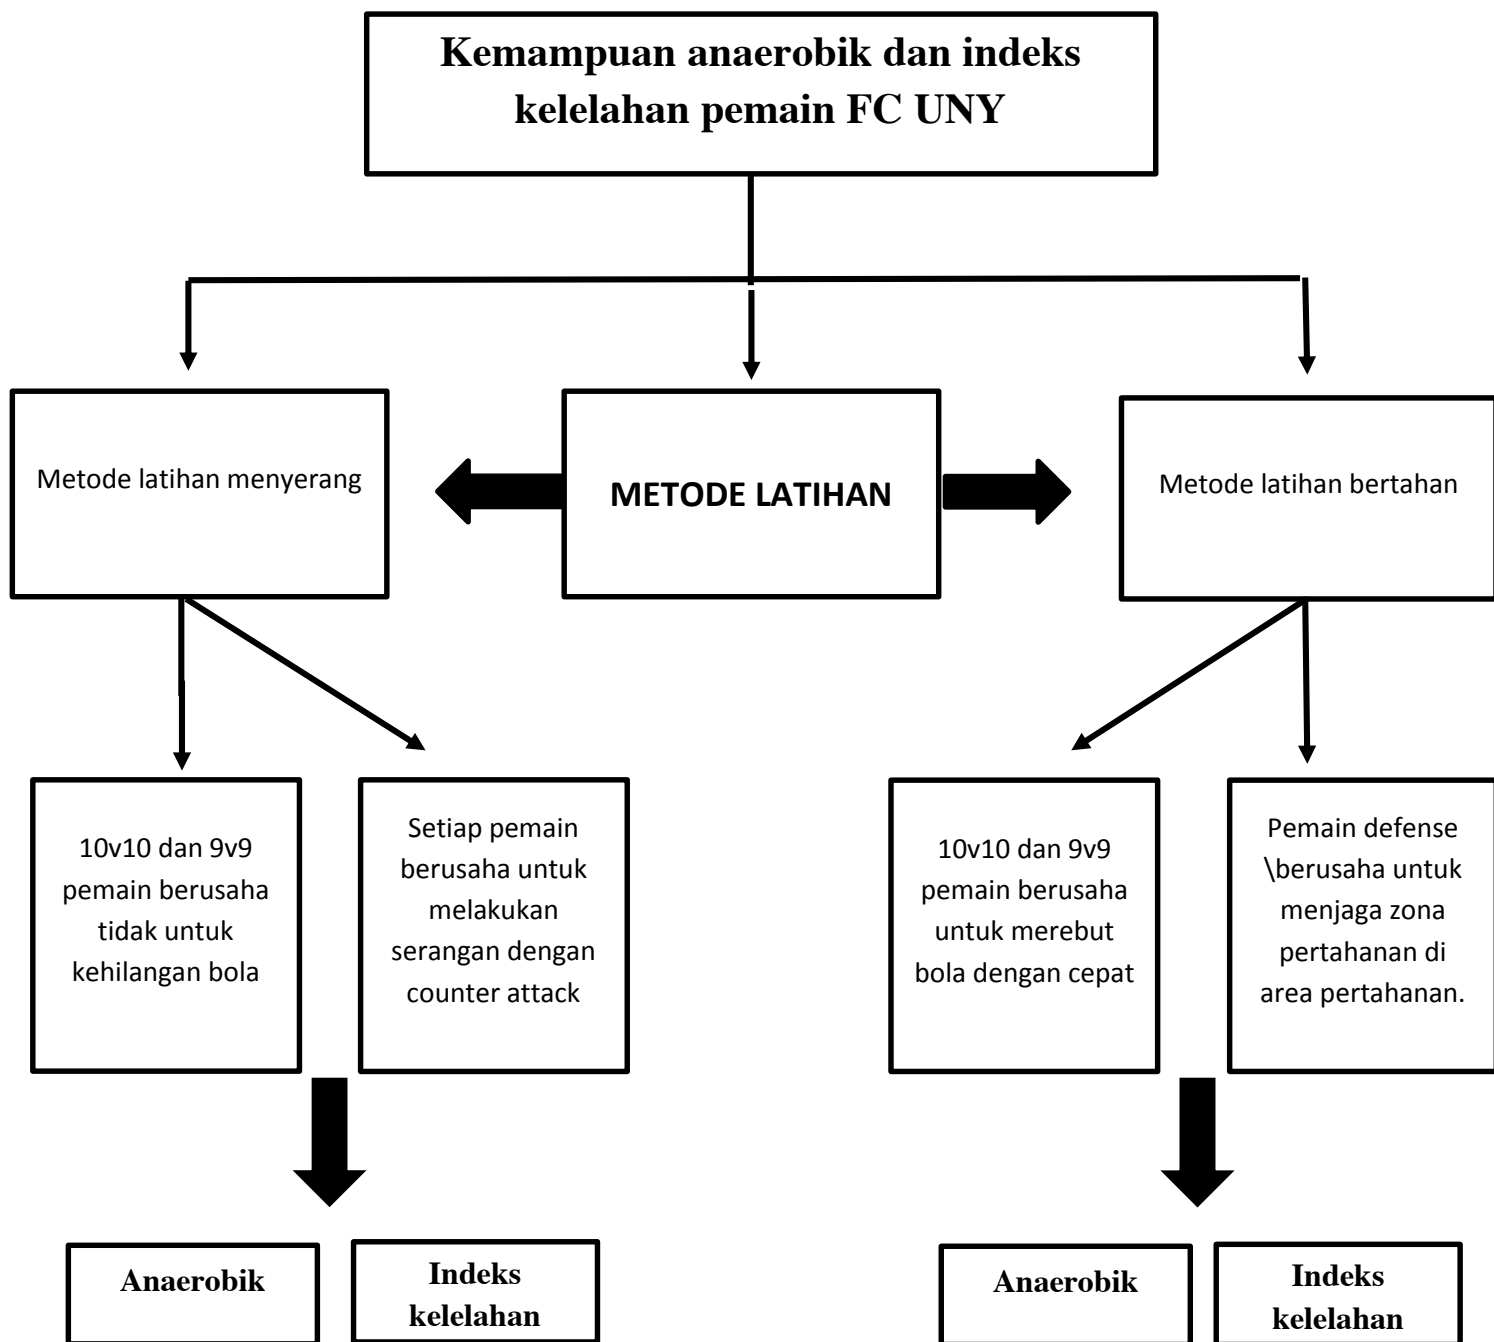 Kemampuan anaerobik dan indeks
kelelahan pemain FC UNY
Metode latihan menyerang
METODE LATIHAN
Metode latihan bertahan
10v10 dan 9v9
pemain berusaha
tidak untuk
kehilangan bola
Setiap pemain
berusaha untuk
melakukan
serangan dengan
counter attack
10v10 dan 9v9
pemain berusaha
untuk merebut
bola dengan cepat
Pemain defense
\berusaha untuk
menjaga zona
pertahanan di
area pertahanan.
Anaerobik
Indeks
kelelahan
Anaerobik
Indeks
kelelahan